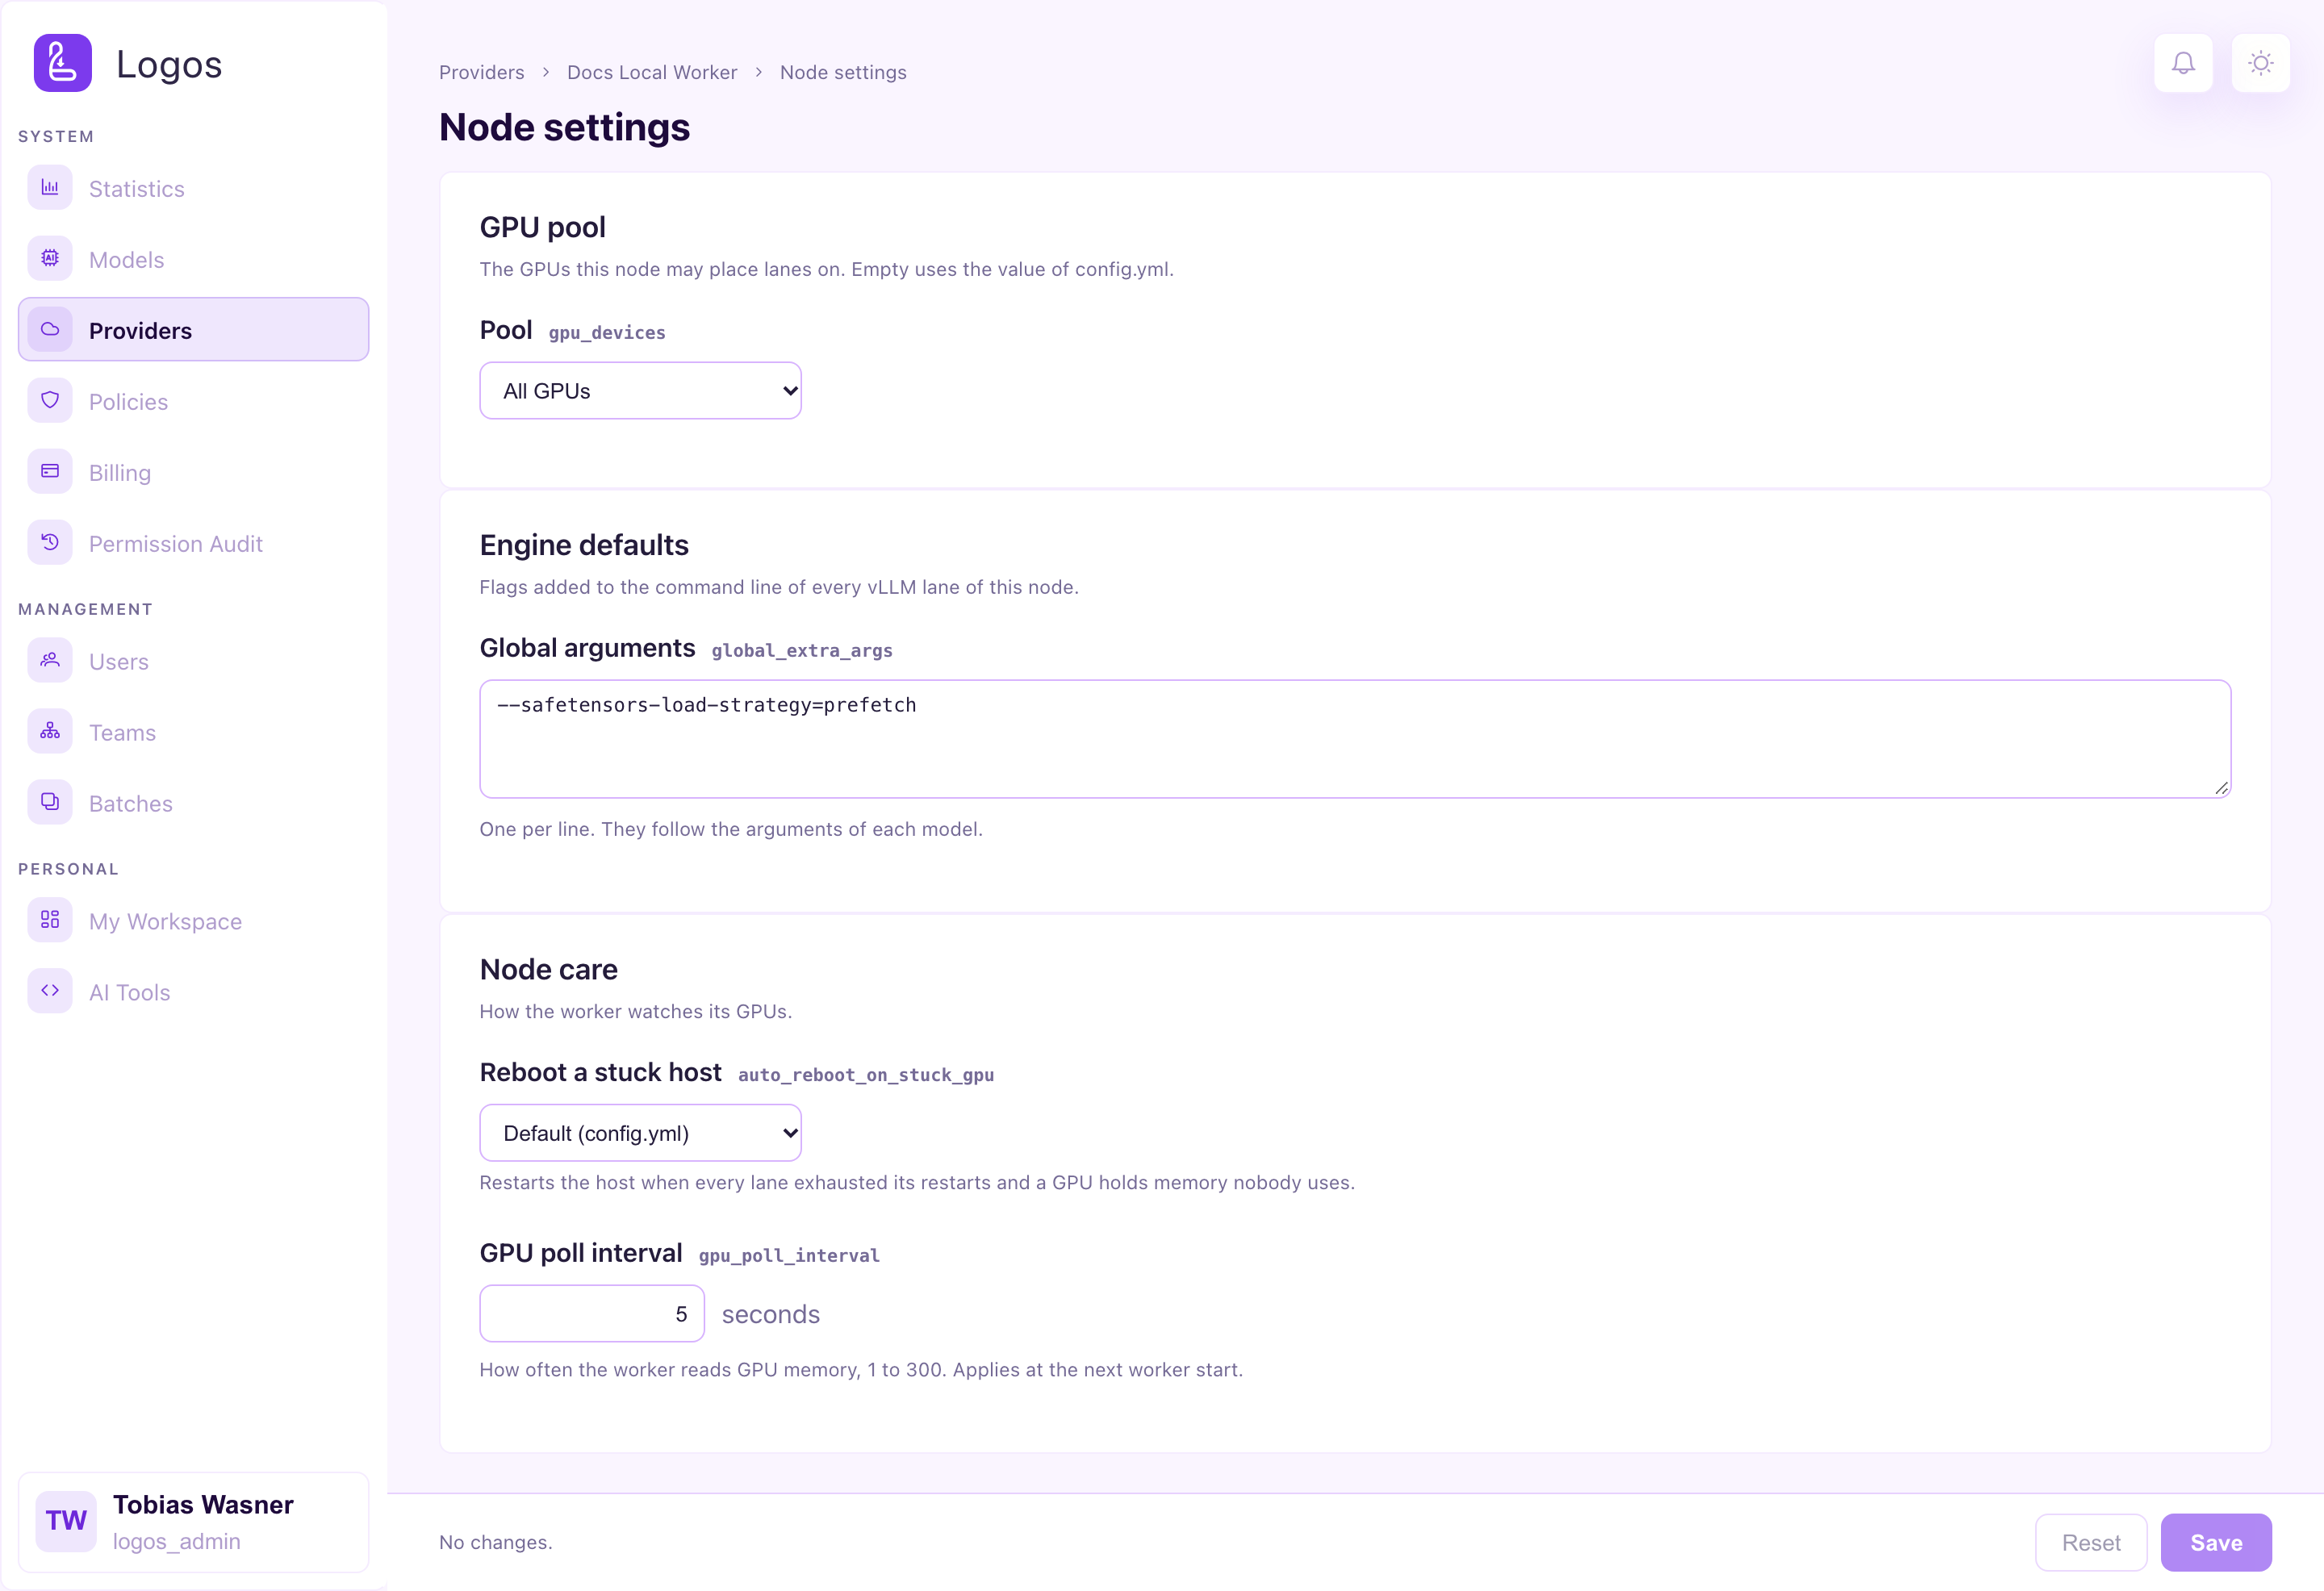 Logos
SYSTEM
Statistics
Models
Providers
Policies
Billing
Permission Audit
MANAGEMENT
Users
Teams
Batches
PERSONAL
My Workspace
AI Tools
TW
Tobias Wasner
logos_admin
Providers > Docs Local Worker > Node settings
Node settings
GPU pool
The GPUs this node may place lanes on. Empty uses the value of config.yml.
Pool gpu_devices
All GPUs
Engine defaults
Flags added to the command line of every vLLM lane of this node.
Global arguments global_extra_args
--safetensors-load-strategy=prefetch
One per line. They follow the arguments of each model.
Node care
How the worker watches its GPUs.
Reboot a stuck host auto_reboot_on_stuck_gpu
Default (config.yml)
Restarts the host when every lane exhausted its restarts and a GPU holds memory nobody uses.
GPU poll interval gpu_poll_interval
5 seconds
How often the worker reads GPU memory, 1 to 300. Applies at the next worker start.
No changes.
Reset
Save